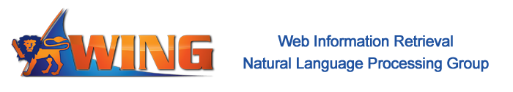 WING
Web Information Retrieval
Natural Language Processing Group